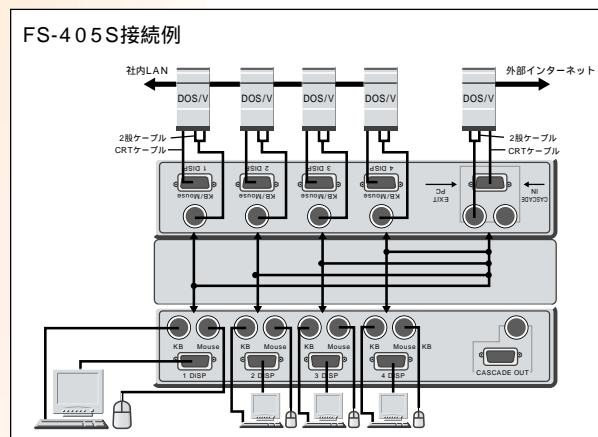 FS-405S接続例
社内LAN
外部インターネット
DOS/V DOS/V DOS/V DOS/V DOS/V
2股ケーブル
CRTケーブル
2股ケーブル
CRTケーブル
1 DISP 2 DISP 3 DISP 4 DISP
KB/Mouse KB/Mouse KB/Mouse KB/Mouse
EXIT PC
CASCADE IN
KB Mouse KB Mouse KB Mouse KB Mouse KB
1 DISP 2 DISP 3 DISP 4 DISP
CASCADE OUT